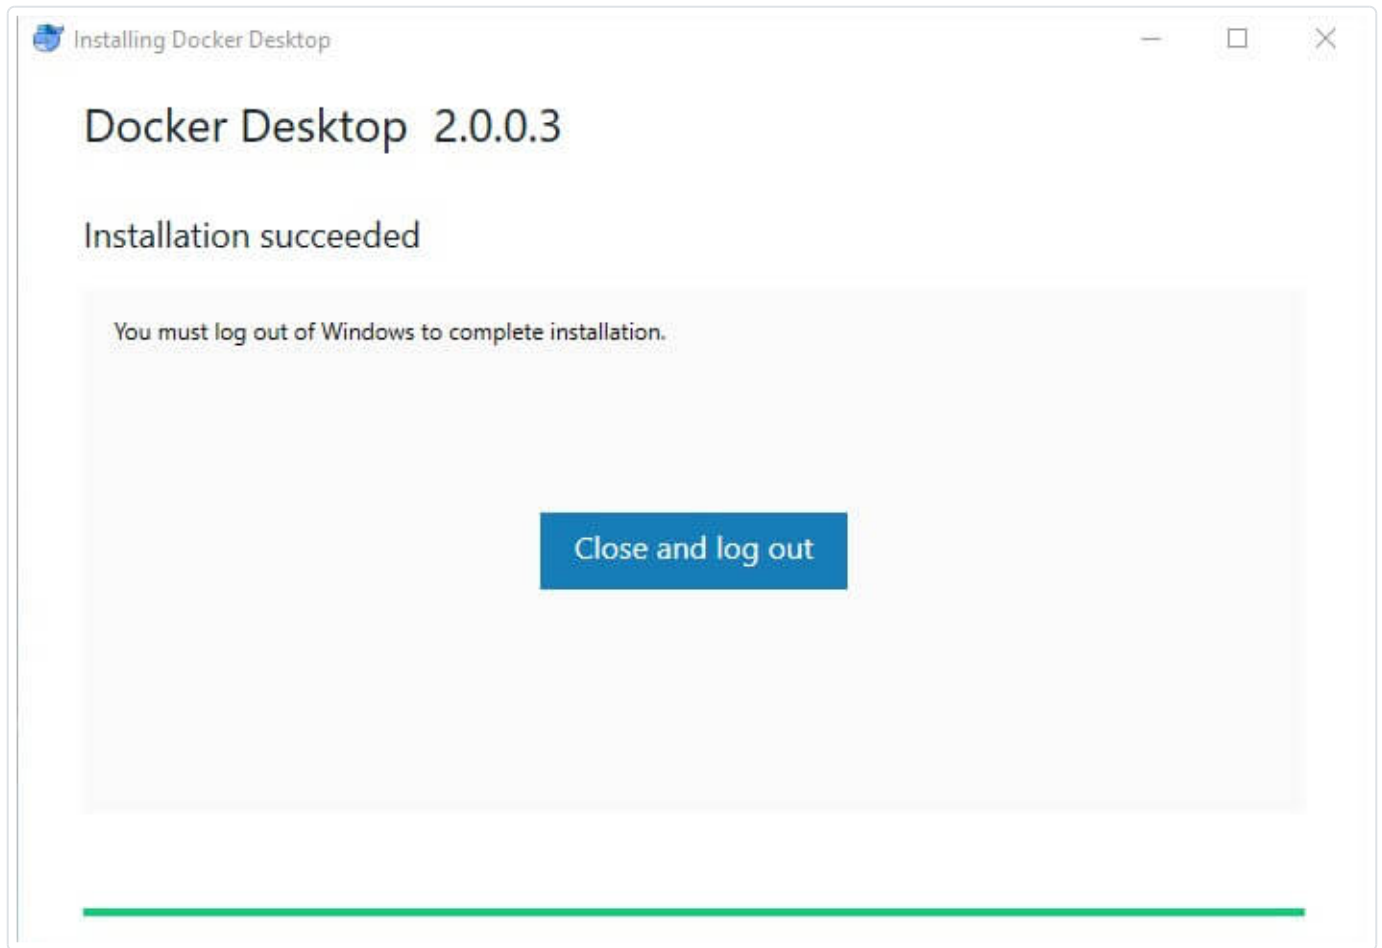 Installing Docker Desktop
Docker Desktop 2.0.0.3
Installation succeeded
You must log out of Windows to complete installation.
Close and log out